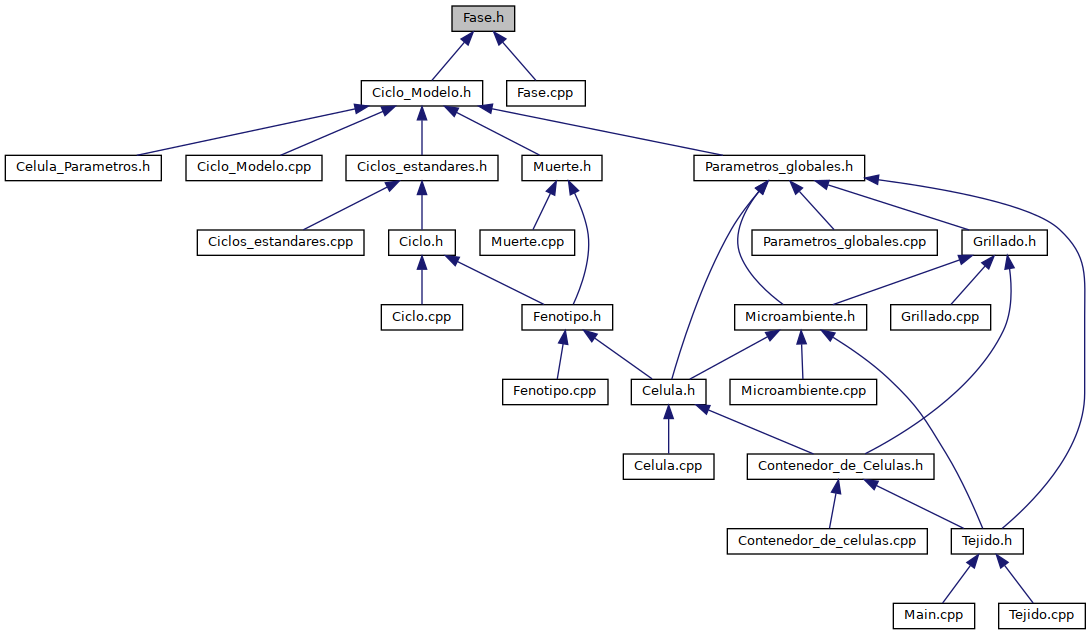 Fase.h
Ciclo_Modelo.h
Fase.cpp
Celula_Parametros.h
Ciclo_Modelo.cpp
Ciclos_estandares.h
Muerte.h
Parametros_globales.h
Ciclos_estandares.cpp
Ciclo.h
Muerte.cpp
Parametros_globales.cpp
Grillado.h
Ciclo.cpp
Fenotipo.h
Microambiente.h
Grillado.cpp
Fenotipo.cpp
Celula.h
Microambiente.cpp
Celula.cpp
Contenedor_de_Celulas.h
Contenedor_de_celulas.cpp
Tejido.h
Main.cpp
Tejido.cpp